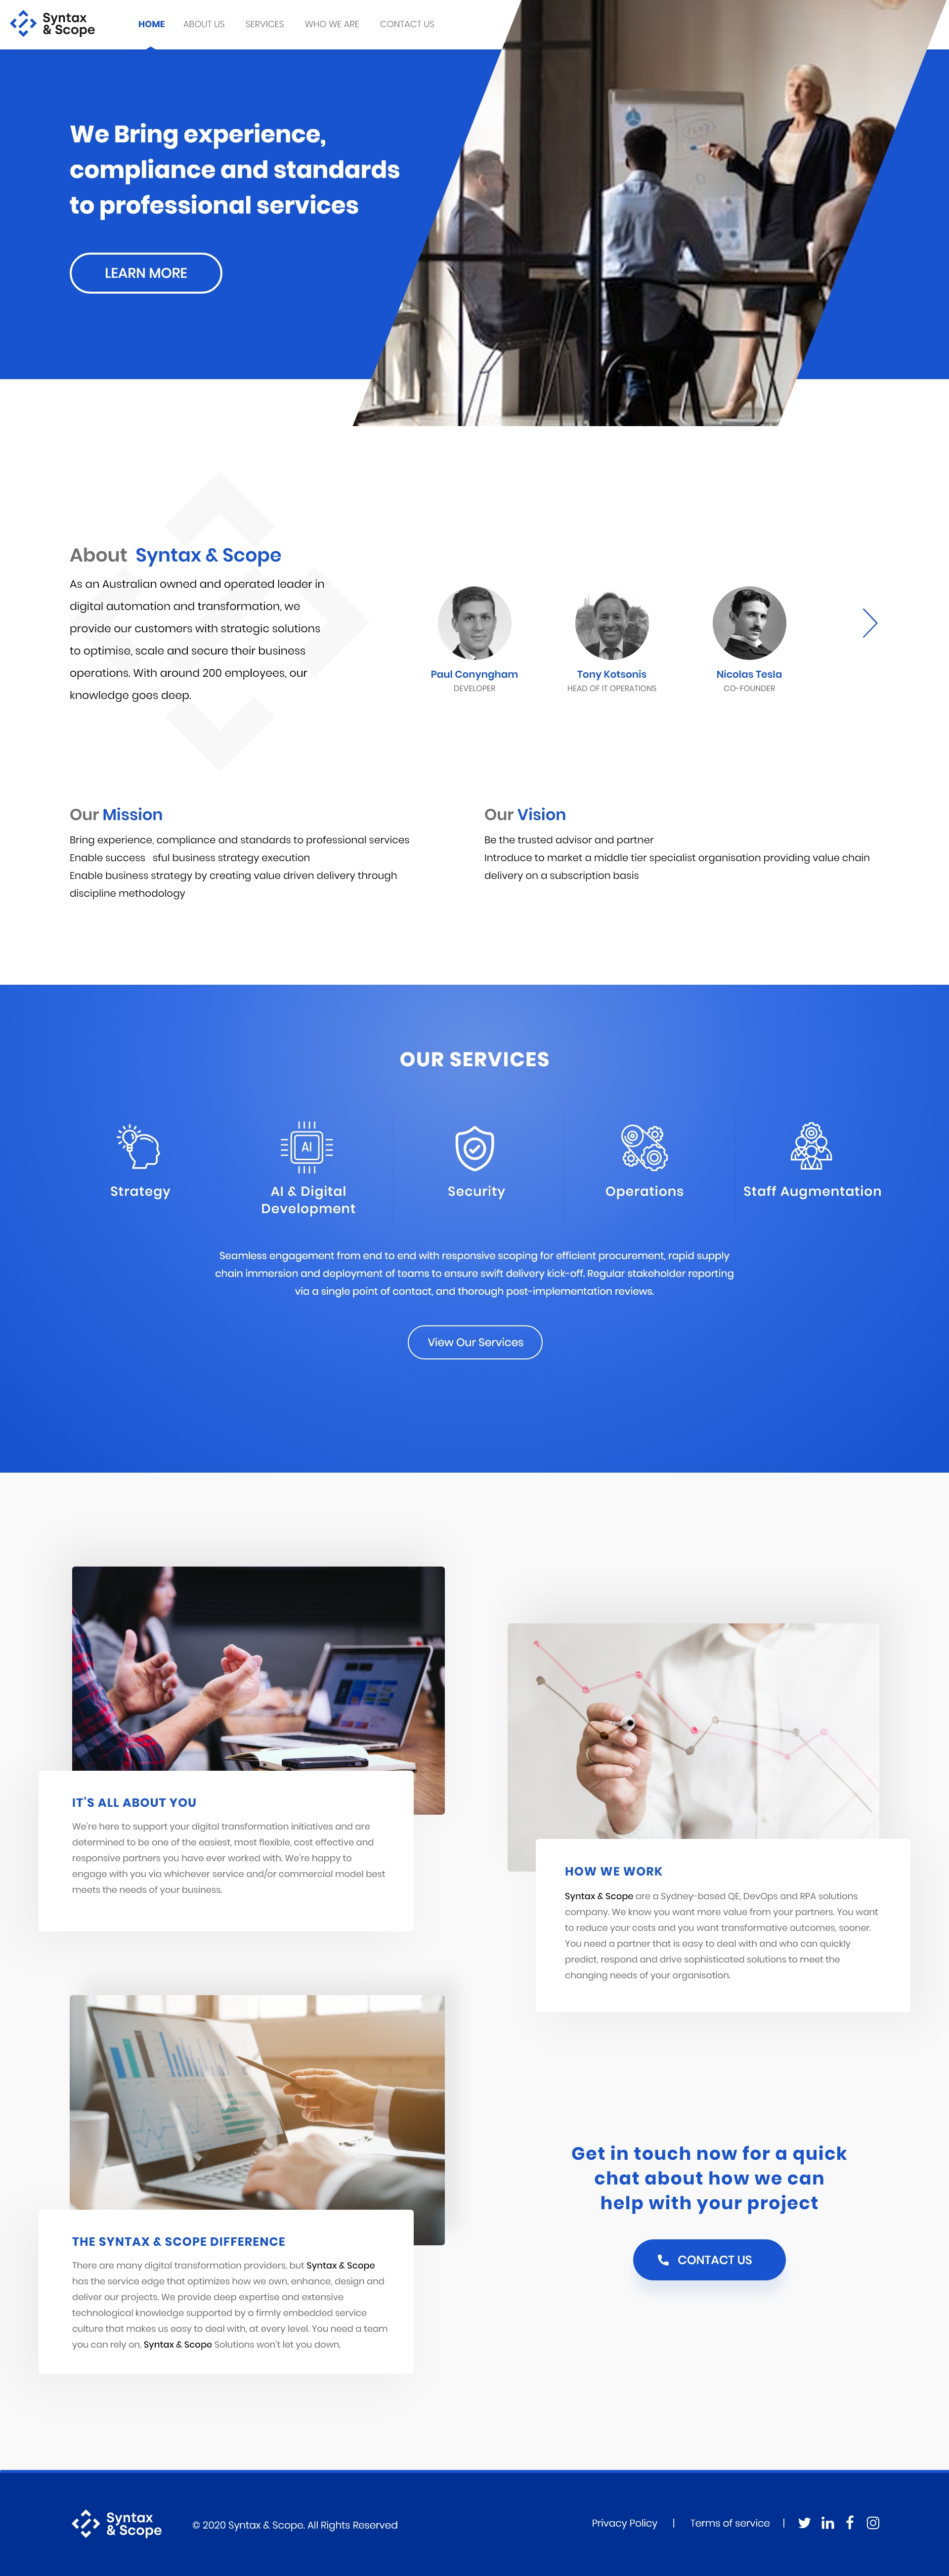 Syntax
& Scope
HOME ABOUT US SERVICES WHO WE ARE CONTACT US
We Bring experience,
compliance and standards
to professional services
LEARN MORE
About Syntax & Scope
As an Australian owned and operated leader in
digital automation and transformation, we
provide our customers with strategic solutions
to optimise, scale and secure their business
operations. With around 200 employees, our
knowledge goes deep.
Paul Conyngham
DEVELOPER
Tony Kotsonis
HEAD OF IT OPERATIONS
Nicolas Tesla
CO-FOUNDER
Our Mission
Bring experience, compliance and standards to professional services
Enable success sful business strategy execution
Enable business strategy by creating value driven delivery through
discipline methodology
Our Vision
Be the trusted advisor and partner
Introduce to market a middle tier specialist organisation providing value chain
delivery on a subscription basis
OUR SERVICES
Strategy
AI
AI & Digital
Development
Security
Operations
Staff Augmentation
Seamless engagement from end to end with responsive scoping for efficient procurement, rapid supply
chain immersion and deployment of teams to ensure swift delivery kick-off. Regular stakeholder reporting
via a single point of contact, and thorough post-implementation reviews.
View Our Services
IT'S ALL ABOUT YOU
We're here to support your digital transformation initiatives and are
determined to be one of the easiest, most flexible, cost effective and
responsive partners you have ever worked with. We're happy to
engage with you via whichever service and/or commercial model best
meets the needs of your business.
HOW WE WORK
Syntax & Scope are a Sydney-based QE, DevOps and RPA solutions
company. We know you want more value from your partners. You want
to reduce your costs and you want transformative outcomes, sooner.
You need a partner that is easy to deal with and who can quickly
predict, respond and drive sophisticated solutions to meet the
changing needs of your organisation.
THE SYNTAX & SCOPE DIFFERENCE
There are many digital transformation providers, but Syntax & Scope
has the service edge that optimizes how we own, enhance, design and
deliver our projects. We provide deep expertise and extensive
technological knowledge supported by a firmly embedded service
culture that makes us easy to deal with, at every level. You need a team
you can rely on, Syntax & Scope Solutions won't let you down.
Get in touch now for a quick
chat about how we can
help with your project
CONTACT US
Syntax
& Scope
© 2020 Syntax & Scope. All Rights Reserved
Privacy Policy | Terms of service |